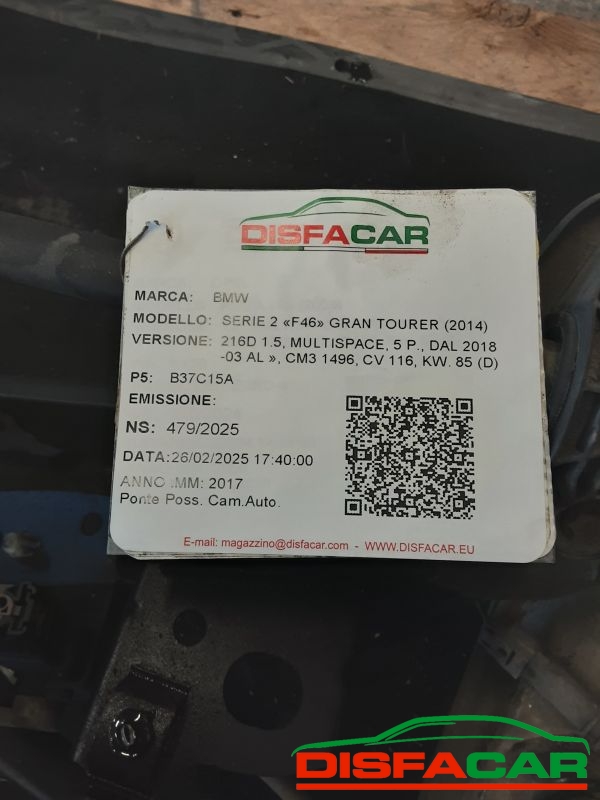 DISFACAR
MARCA: BMW
MODELLO: SERIE 2 «F46» GRAN TOURER (2014)
VERSIONE: 216D 1.5, MULTISPACE, 5 P., DAL 2018
-03 AL », CM3 1496, CV 116, KW. 85 (D)
P5: B37C15A
EMISSIONE:
NS: 479/2025
DATA:26/02/2025 17:40:00
ANNO .MM: 2017
Ponte Poss. Cam.Auto.
E-mail: magazzino@disfacar.com - WWW.DISFACAR.EU
DISFACAR